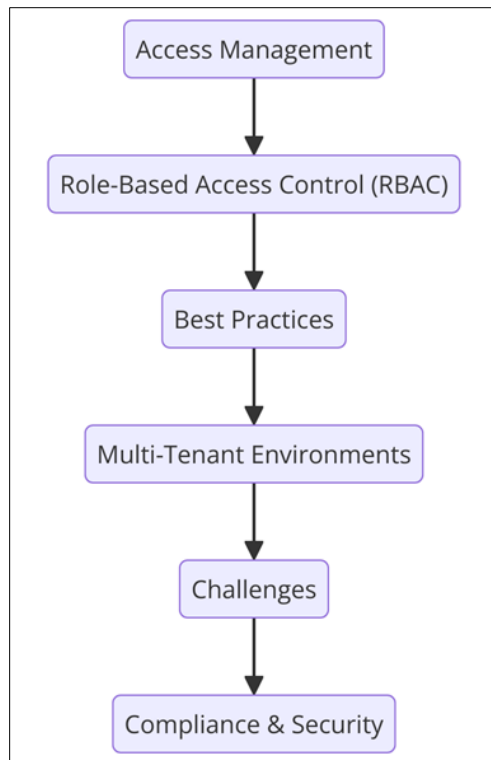 Access Management
Role-Based Access Control (RBAC)
Best Practices
Multi-Tenant Environments
Challenges
Compliance & Security